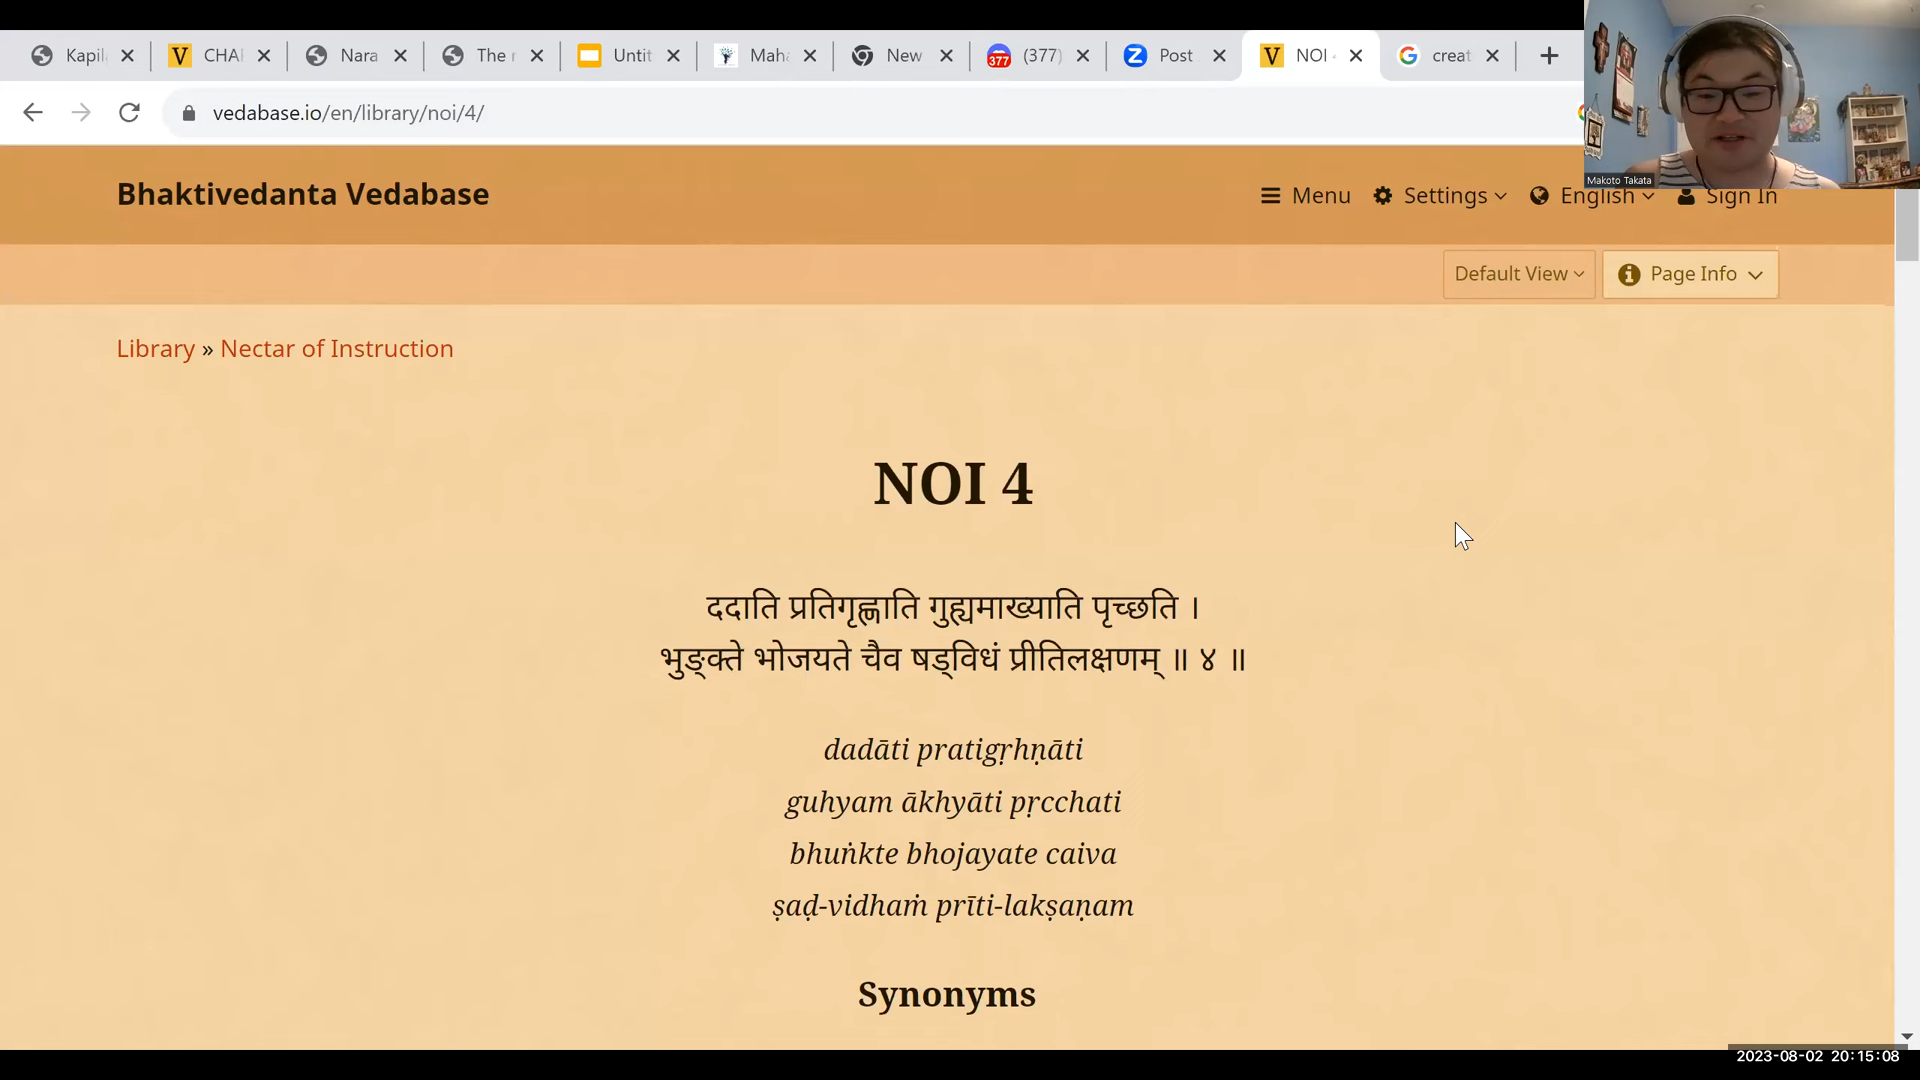 Kapil
CHAI
Nara
The r
Untit
Maha
New
377
(377)
Post
NOI
creat
vedabase.io/en/library/noi/4/
Makoto Takata
Bhaktivedanta Vedabase
Menu
Settings
English
Sign In
Default View
Page Info
Library » Nectar of Instruction
NOI 4
ददाति प्रतिगृह्णाति गुह्यमाख्याति पृच्छति ।
भुङ्क्ते भोजयते चैव षड्‌विधं प्रीतिलक्षणम् ॥ ४ ॥
dadāti pratigṛhṇāti
guhyam ākhyāti pṛcchati
bhuṅkte bhojayate caiva
ṣaḍ-vidhaṁ prīti-lakṣaṇam
Synonyms
2023-08-02 20:15:08